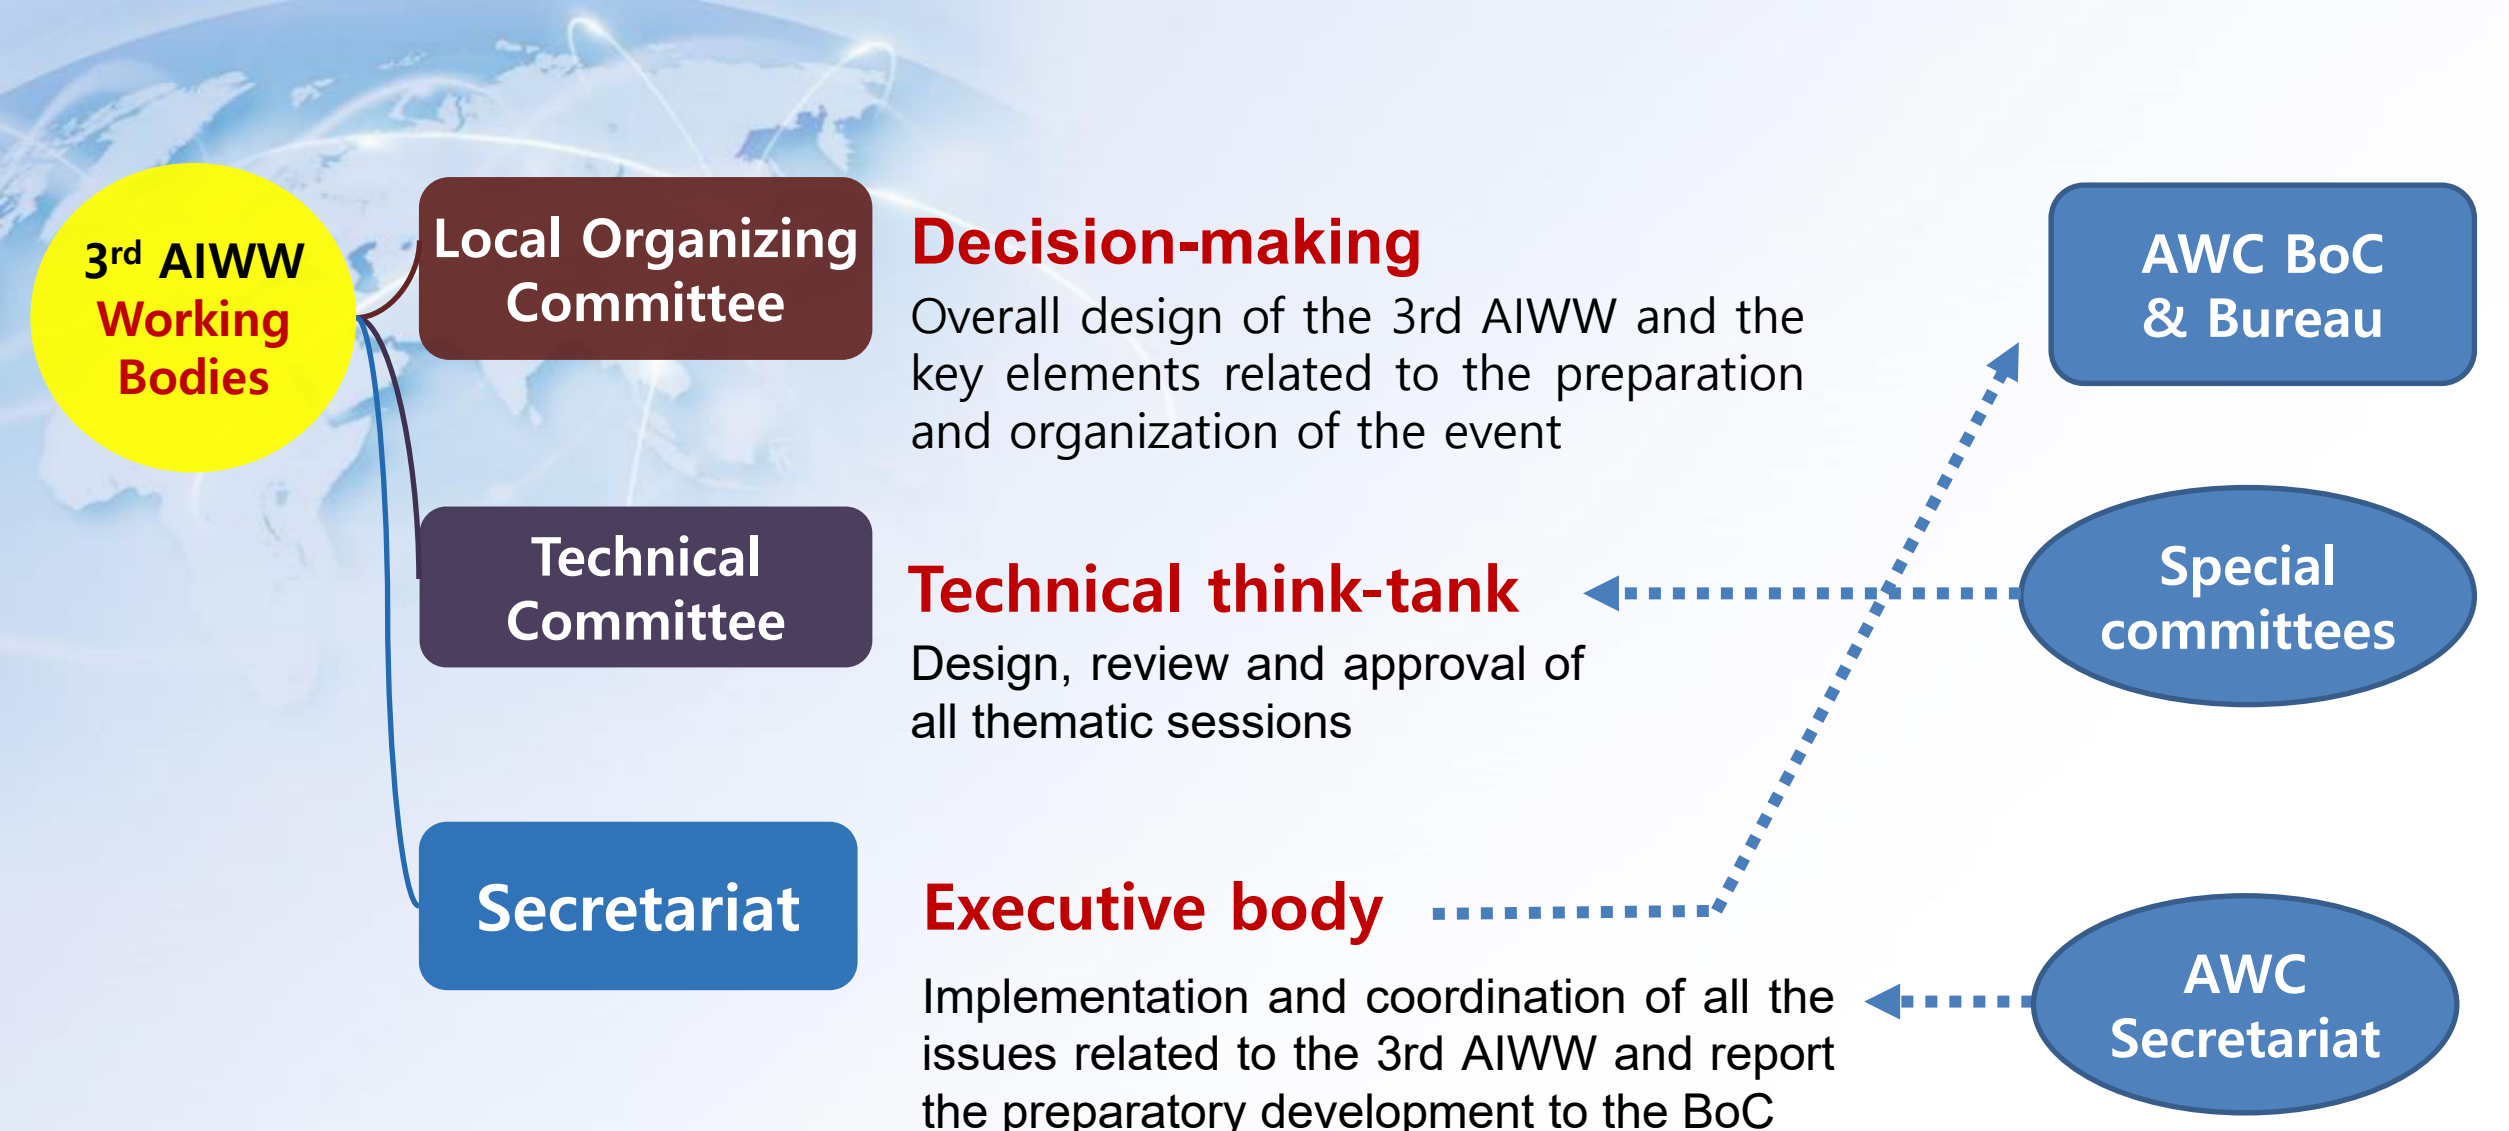 3rd AIWW
Working
Bodies
Local Organizing
Committee
Decision-making
Overall design of the 3rd AIWW and the
key elements related to the preparation
and organization of the event
AWC BoC
& Bureau
Technical
Committee
Technical think-tank
Design, review and approval of
all thematic sessions
Special
committees
Secretariat
Executive body
Implementation and coordination of all the
issues related to the 3rd AIWW and report
the preparatory development to the BoC
AWC
Secretariat